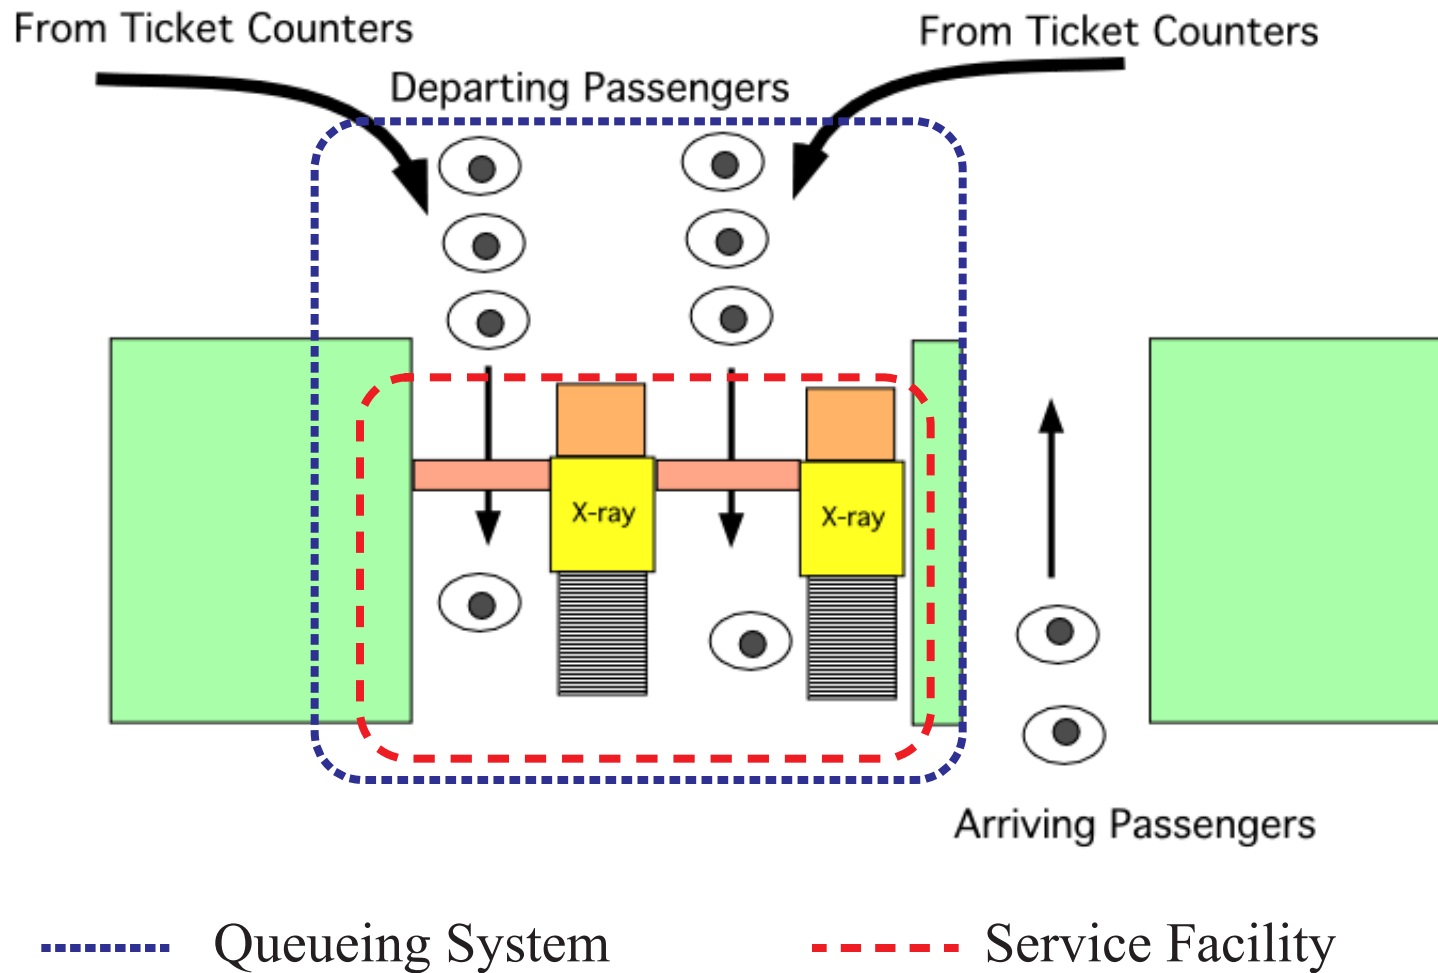 From Ticket Counters
From Ticket Counters
Departing Passengers
X-ray
X-ray
Arriving Passengers
Queueing System
Service Facility